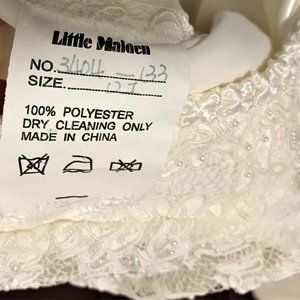 Little Maiden
NO.
SIZE.
100% POLYESTER
DRY CLEANING ONLY
MADE IN CHINA